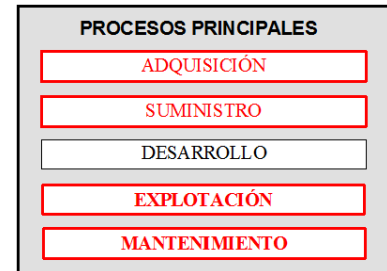 PROCESOS PRINCIPALES
ADQUISICIÓN
SUMINISTRO
DESARROLLO
EXPLOTACIÓN
MANTENIMIENTO